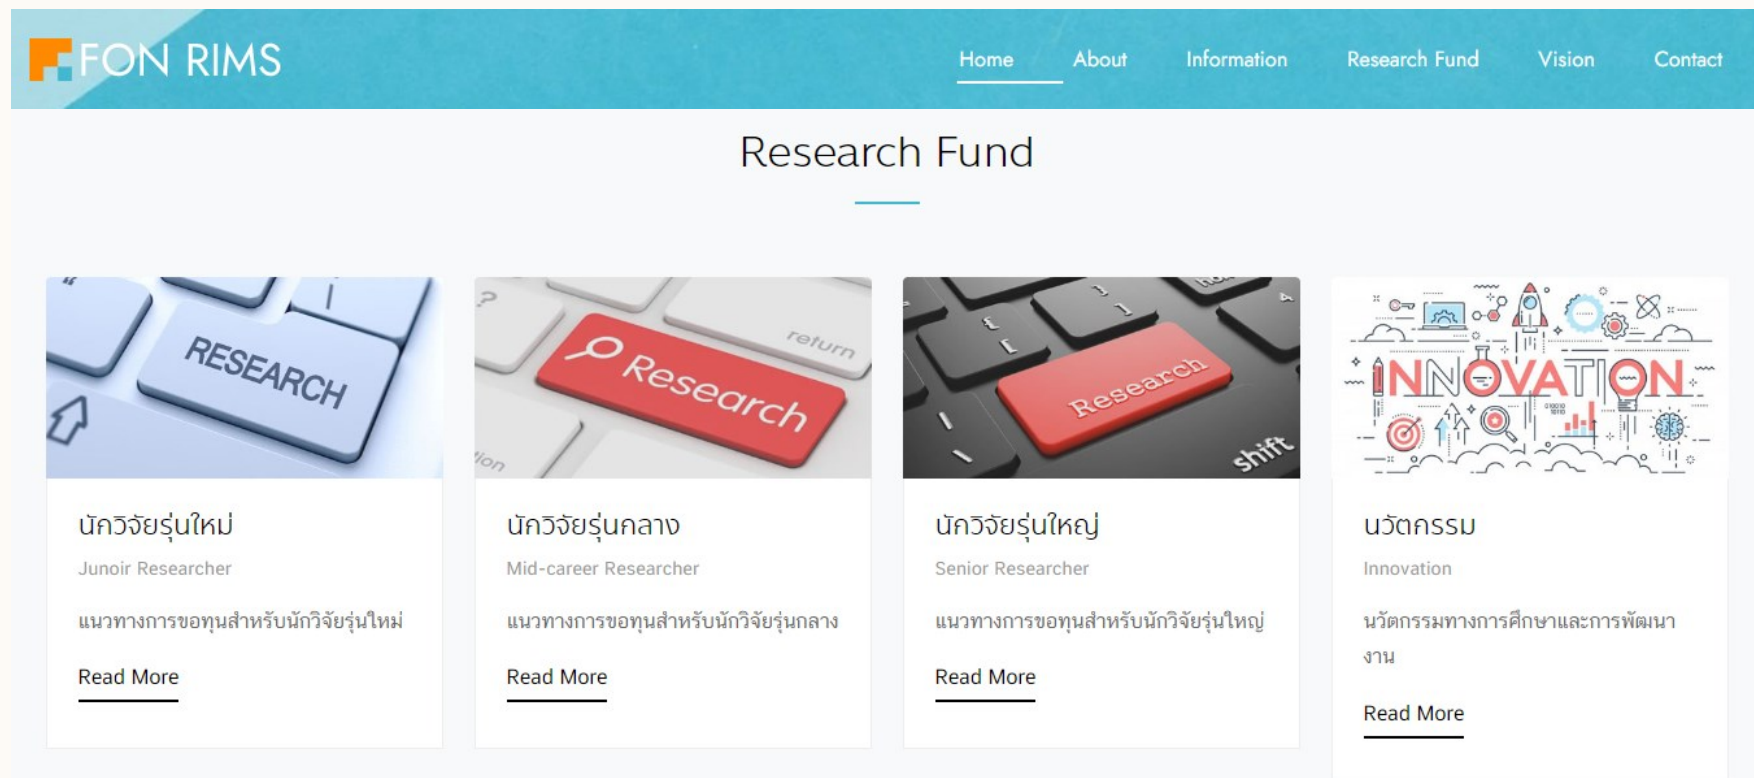 FON RIMS
Home About Information Research Fund Vision Contact
Research Fund
RESEARCH
?
return
Research
tion
Research
shift
INNOVATION
010010
1010
นักวิจัยรุ่นใหม่
Junoir Researcher
แนวทางการขอทุนสำหรับนักวิจัยรุ่นใหม่
Read More
นักวิจัยรุ่นกลาง
Mid-career Researcher
แนวทางการขอทุนสำหรับนักวิจัยรุ่นกลาง
Read More
นักวิจัยรุ่นใหญ่
Senior Researcher
แนวทางการขอทุนสำหรับนักวิจัยรุ่นใหญ่
Read More
นวัตกรรม
Innovation
นวัตกรรมทางการศึกษาและการพัฒนา
งาน
Read More